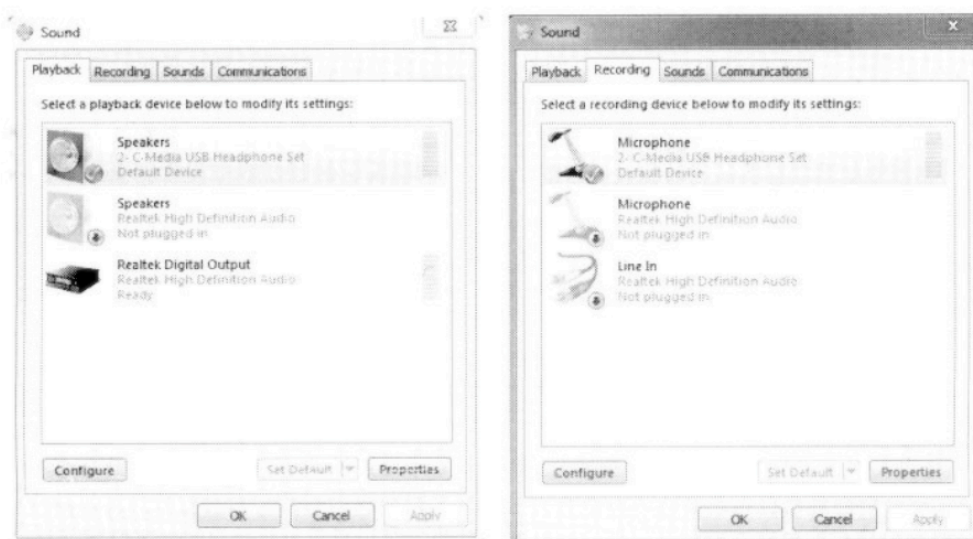 Sound
Playback Recording Sounds Communications
Select a playback device below to modify its settings:
Speakers
2- C-Media USB Headphone Set
Default Device
Speakers
Realtek High Definition Audio
Not plugged in
Realtek Digital Output
Realtek High Definition Audio
Ready
Configure Set Default Properties
OK Cancel Apply
Sound
Playback Recording Sounds Communications
Select a recording device below to modify its settings:
Microphone
2- C-Media USB Headphone Set
Default Device
Microphone
Realtek High Definition Audio
Not plugged in
Line In
Realtek High Definition Audio
Not plugged in
Configure Set Default Properties
OK Cancel Apply